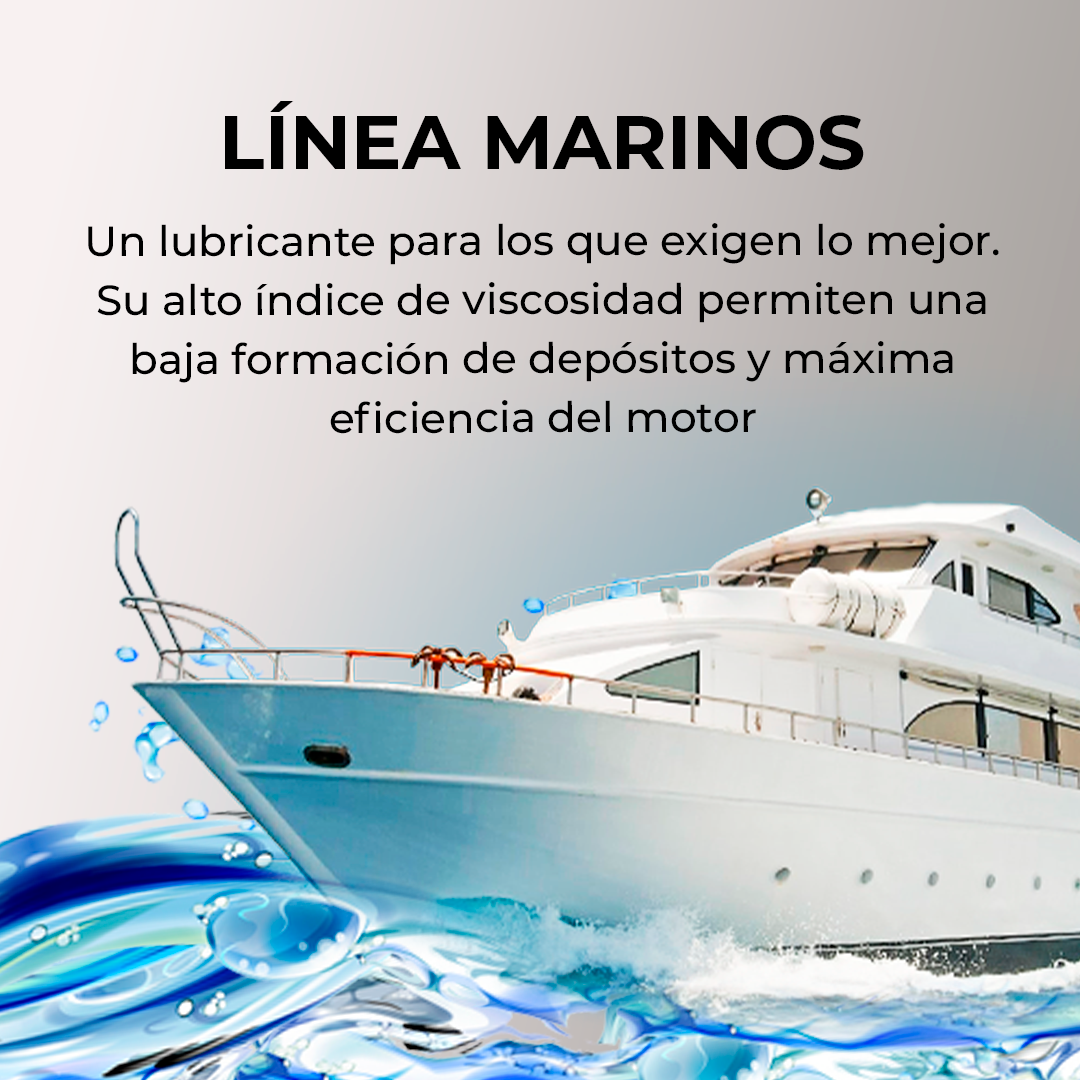 LÍNEA MARINOS
Un lubricante para los que exigen lo mejor.
Su alto índice de viscosidad permiten una
baja formación de depósitos y máxima
eficiencia del motor